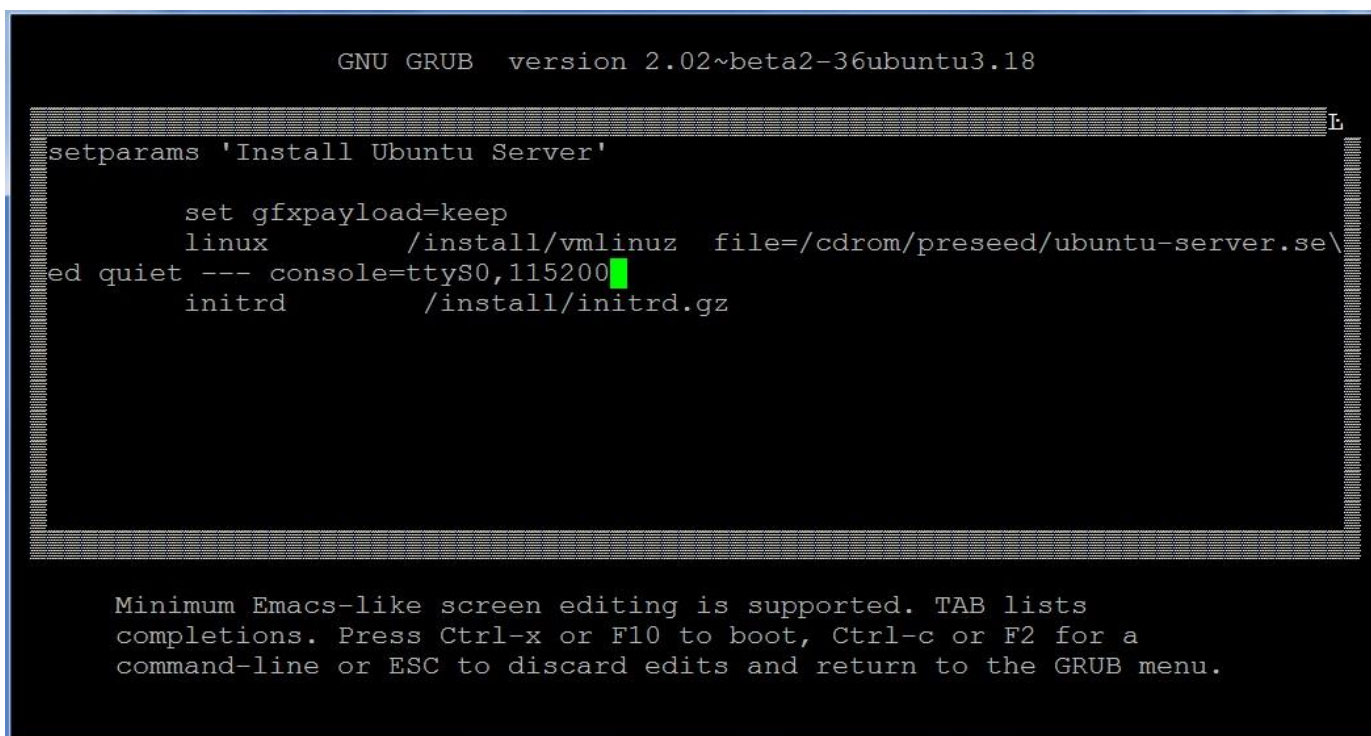 GNU GRUB  version 2.02~beta2-36ubuntu3.18
setparams 'Install Ubuntu Server'
set gfxpayload=keep
linux        /install/vmlinuz  file=/cdrom/preseed/ubuntu-server.se\
ed quiet --- console=ttyS0,115200
initrd        /install/initrd.gz
Minimum Emacs-like screen editing is supported. TAB lists
completions. Press Ctrl-x or F10 to boot, Ctrl-c or F2 for a
command-line or ESC to discard edits and return to the GRUB menu.